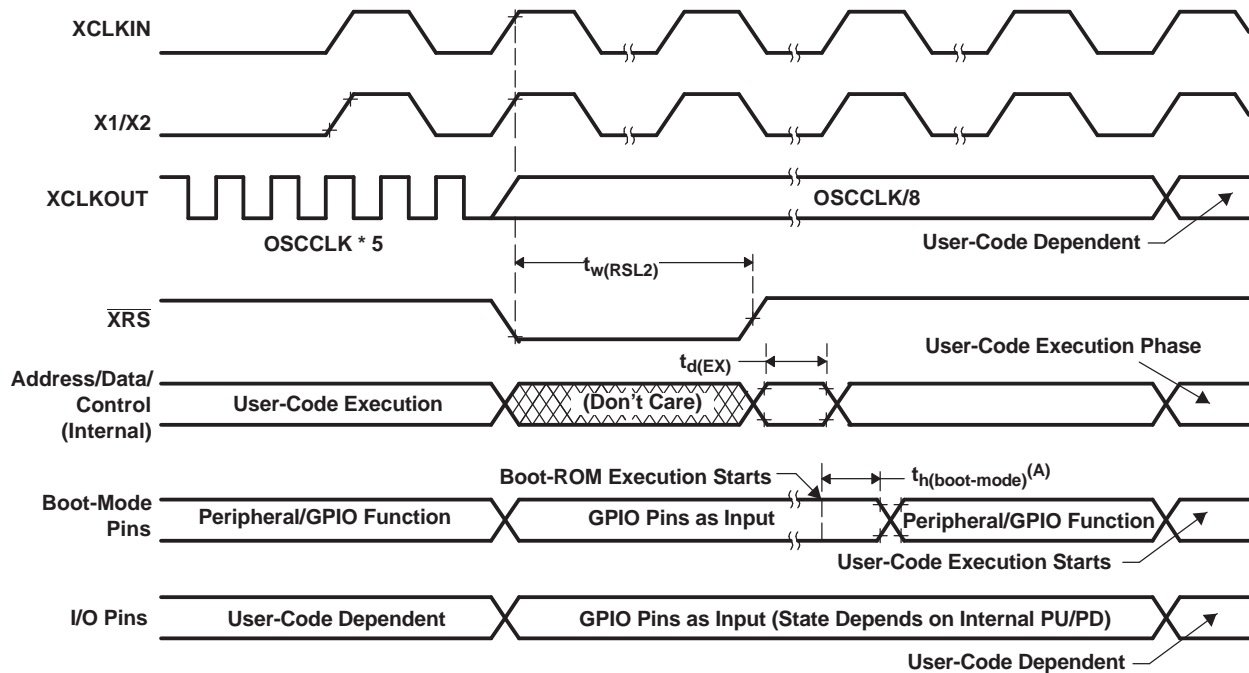 XCLKIN
X1/X2
XCLKOUT
OSCCLK * 5
OSCCLK/8
User-Code Dependent
tw(RSL2)
XRS
td(EX)
User-Code Execution Phase
Address/Data/
Control
(Internal)
User-Code Execution
(Don't Care)
Boot-ROM Execution Starts
th(boot-mode)(A)
Boot-Mode
Pins
Peripheral/GPIO Function
GPIO Pins as Input
Peripheral/GPIO Function
User-Code Execution Starts
I/O Pins
User-Code Dependent
GPIO Pins as Input (State Depends on Internal PU/PD)
User-Code Dependent